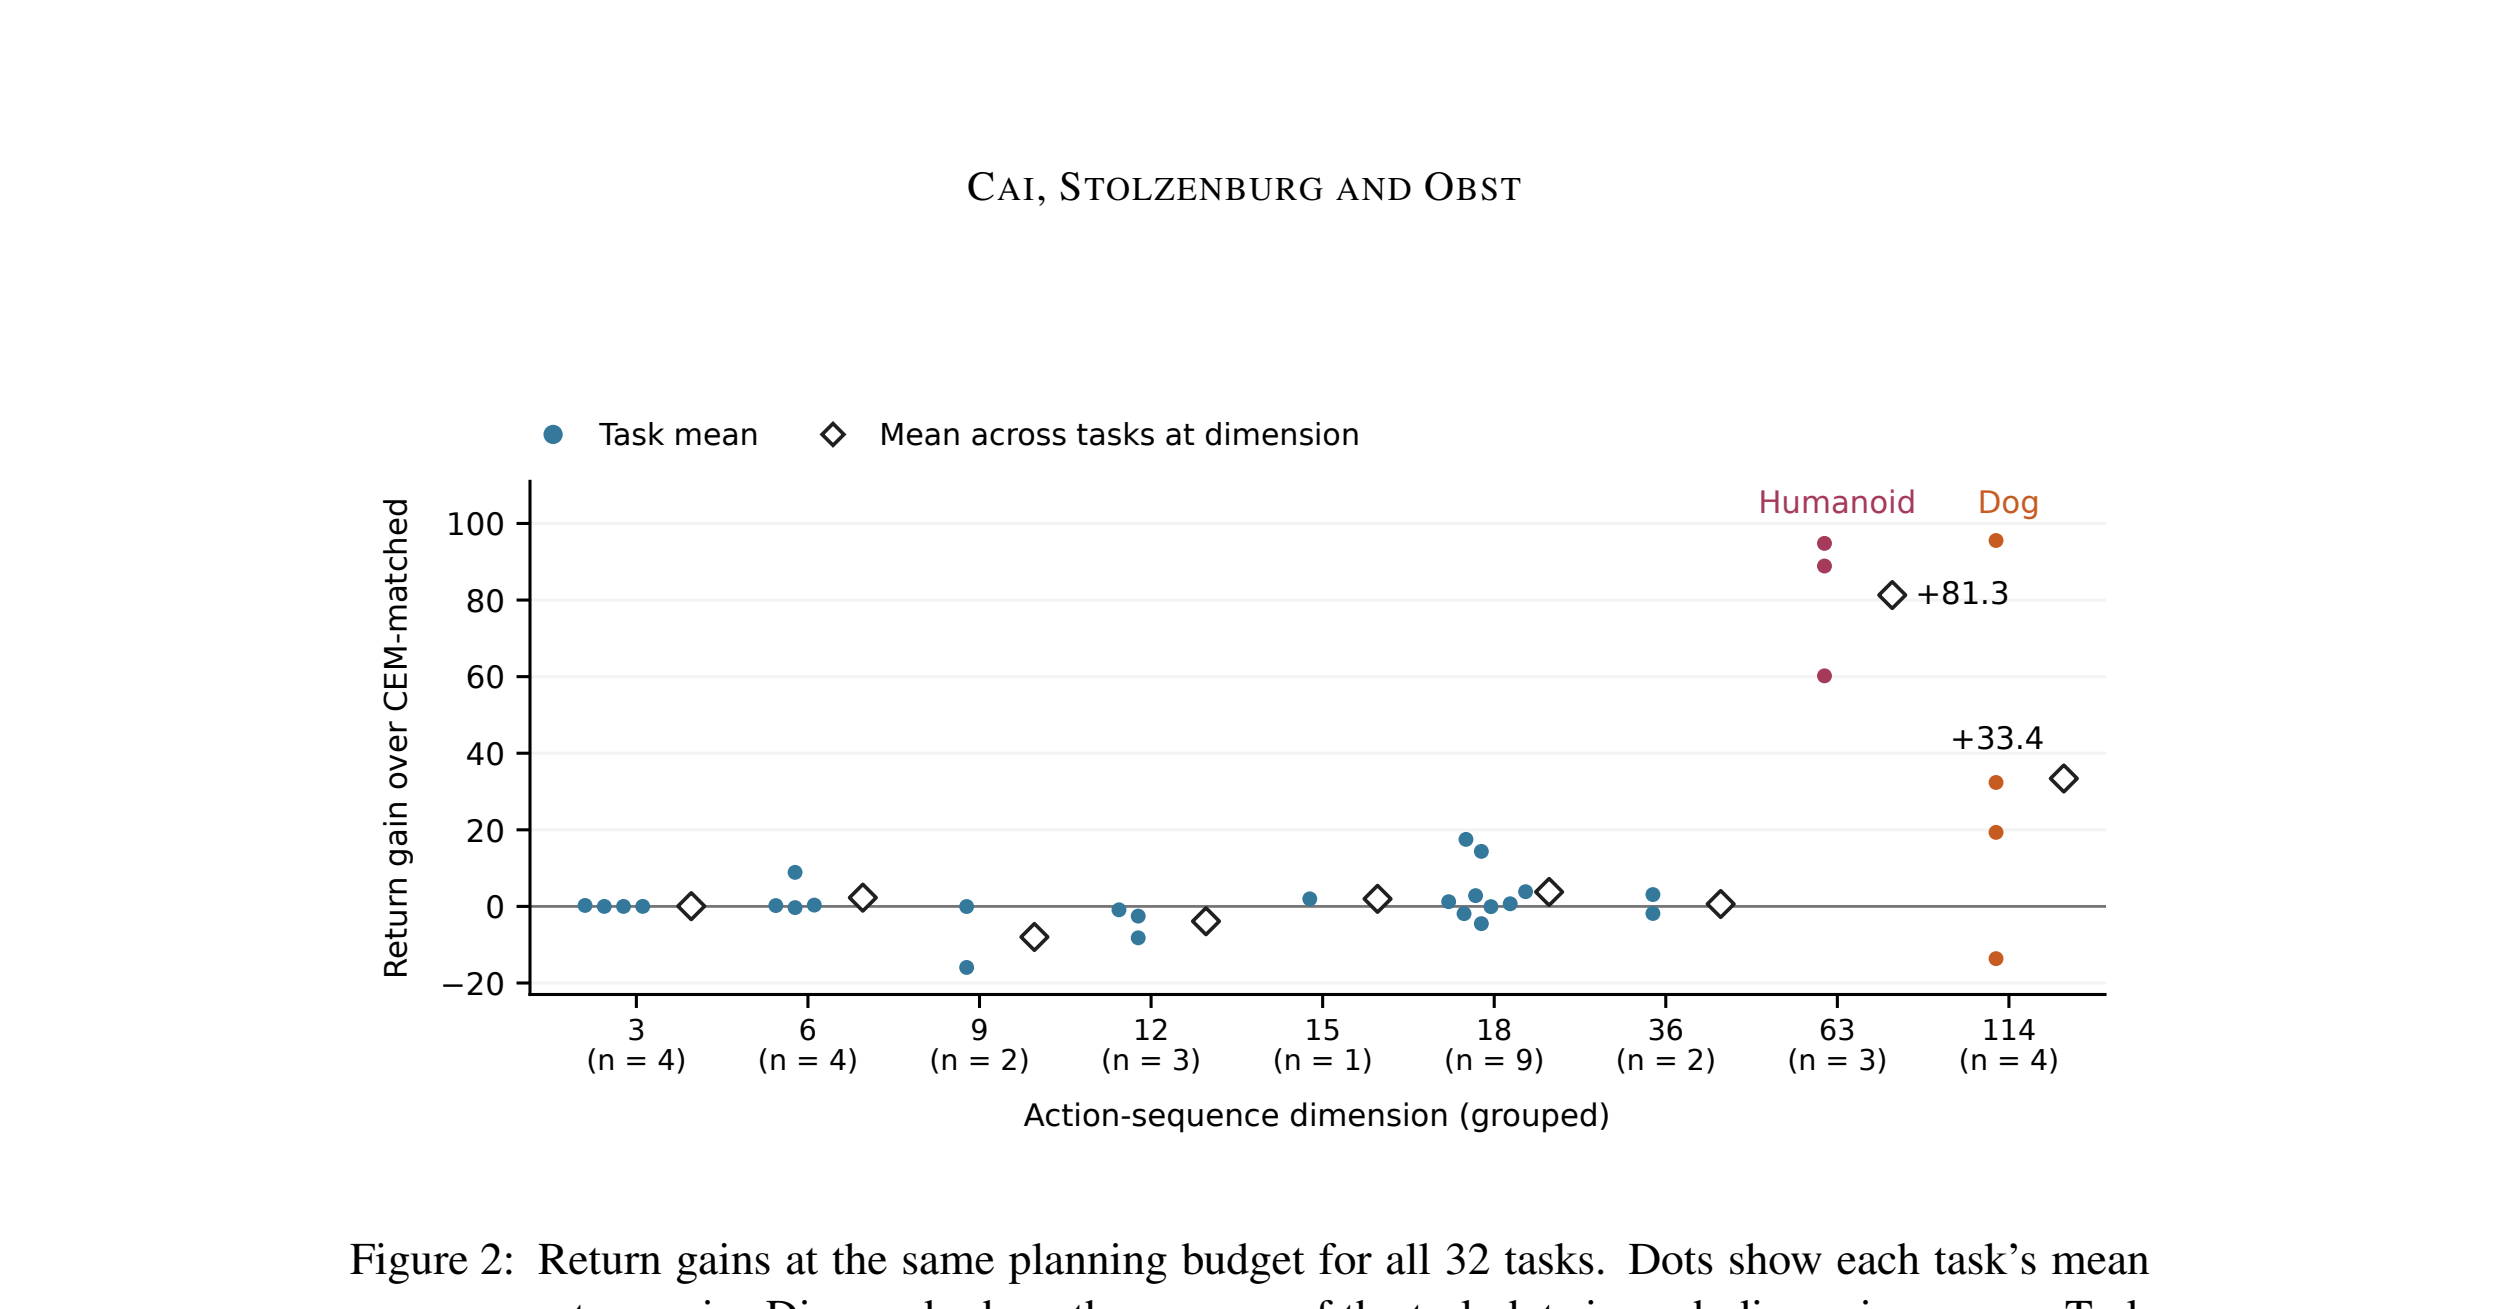 CAI, STOLZENBURG AND OBST
Task mean
Mean across tasks at dimension
Return gain over CEM-matched
100
80
60
40
20
0
−20
Humanoid
Dog
+81.3
+33.4
3 6 9 12 15 18 36 63 114
(n = 4) (n = 4) (n = 2) (n = 3) (n = 1) (n = 9) (n = 2) (n = 3) (n = 4)
Action-sequence dimension (grouped)
Figure 2: Return gains at the same planning budget for all 32 tasks. Dots show each task's mean